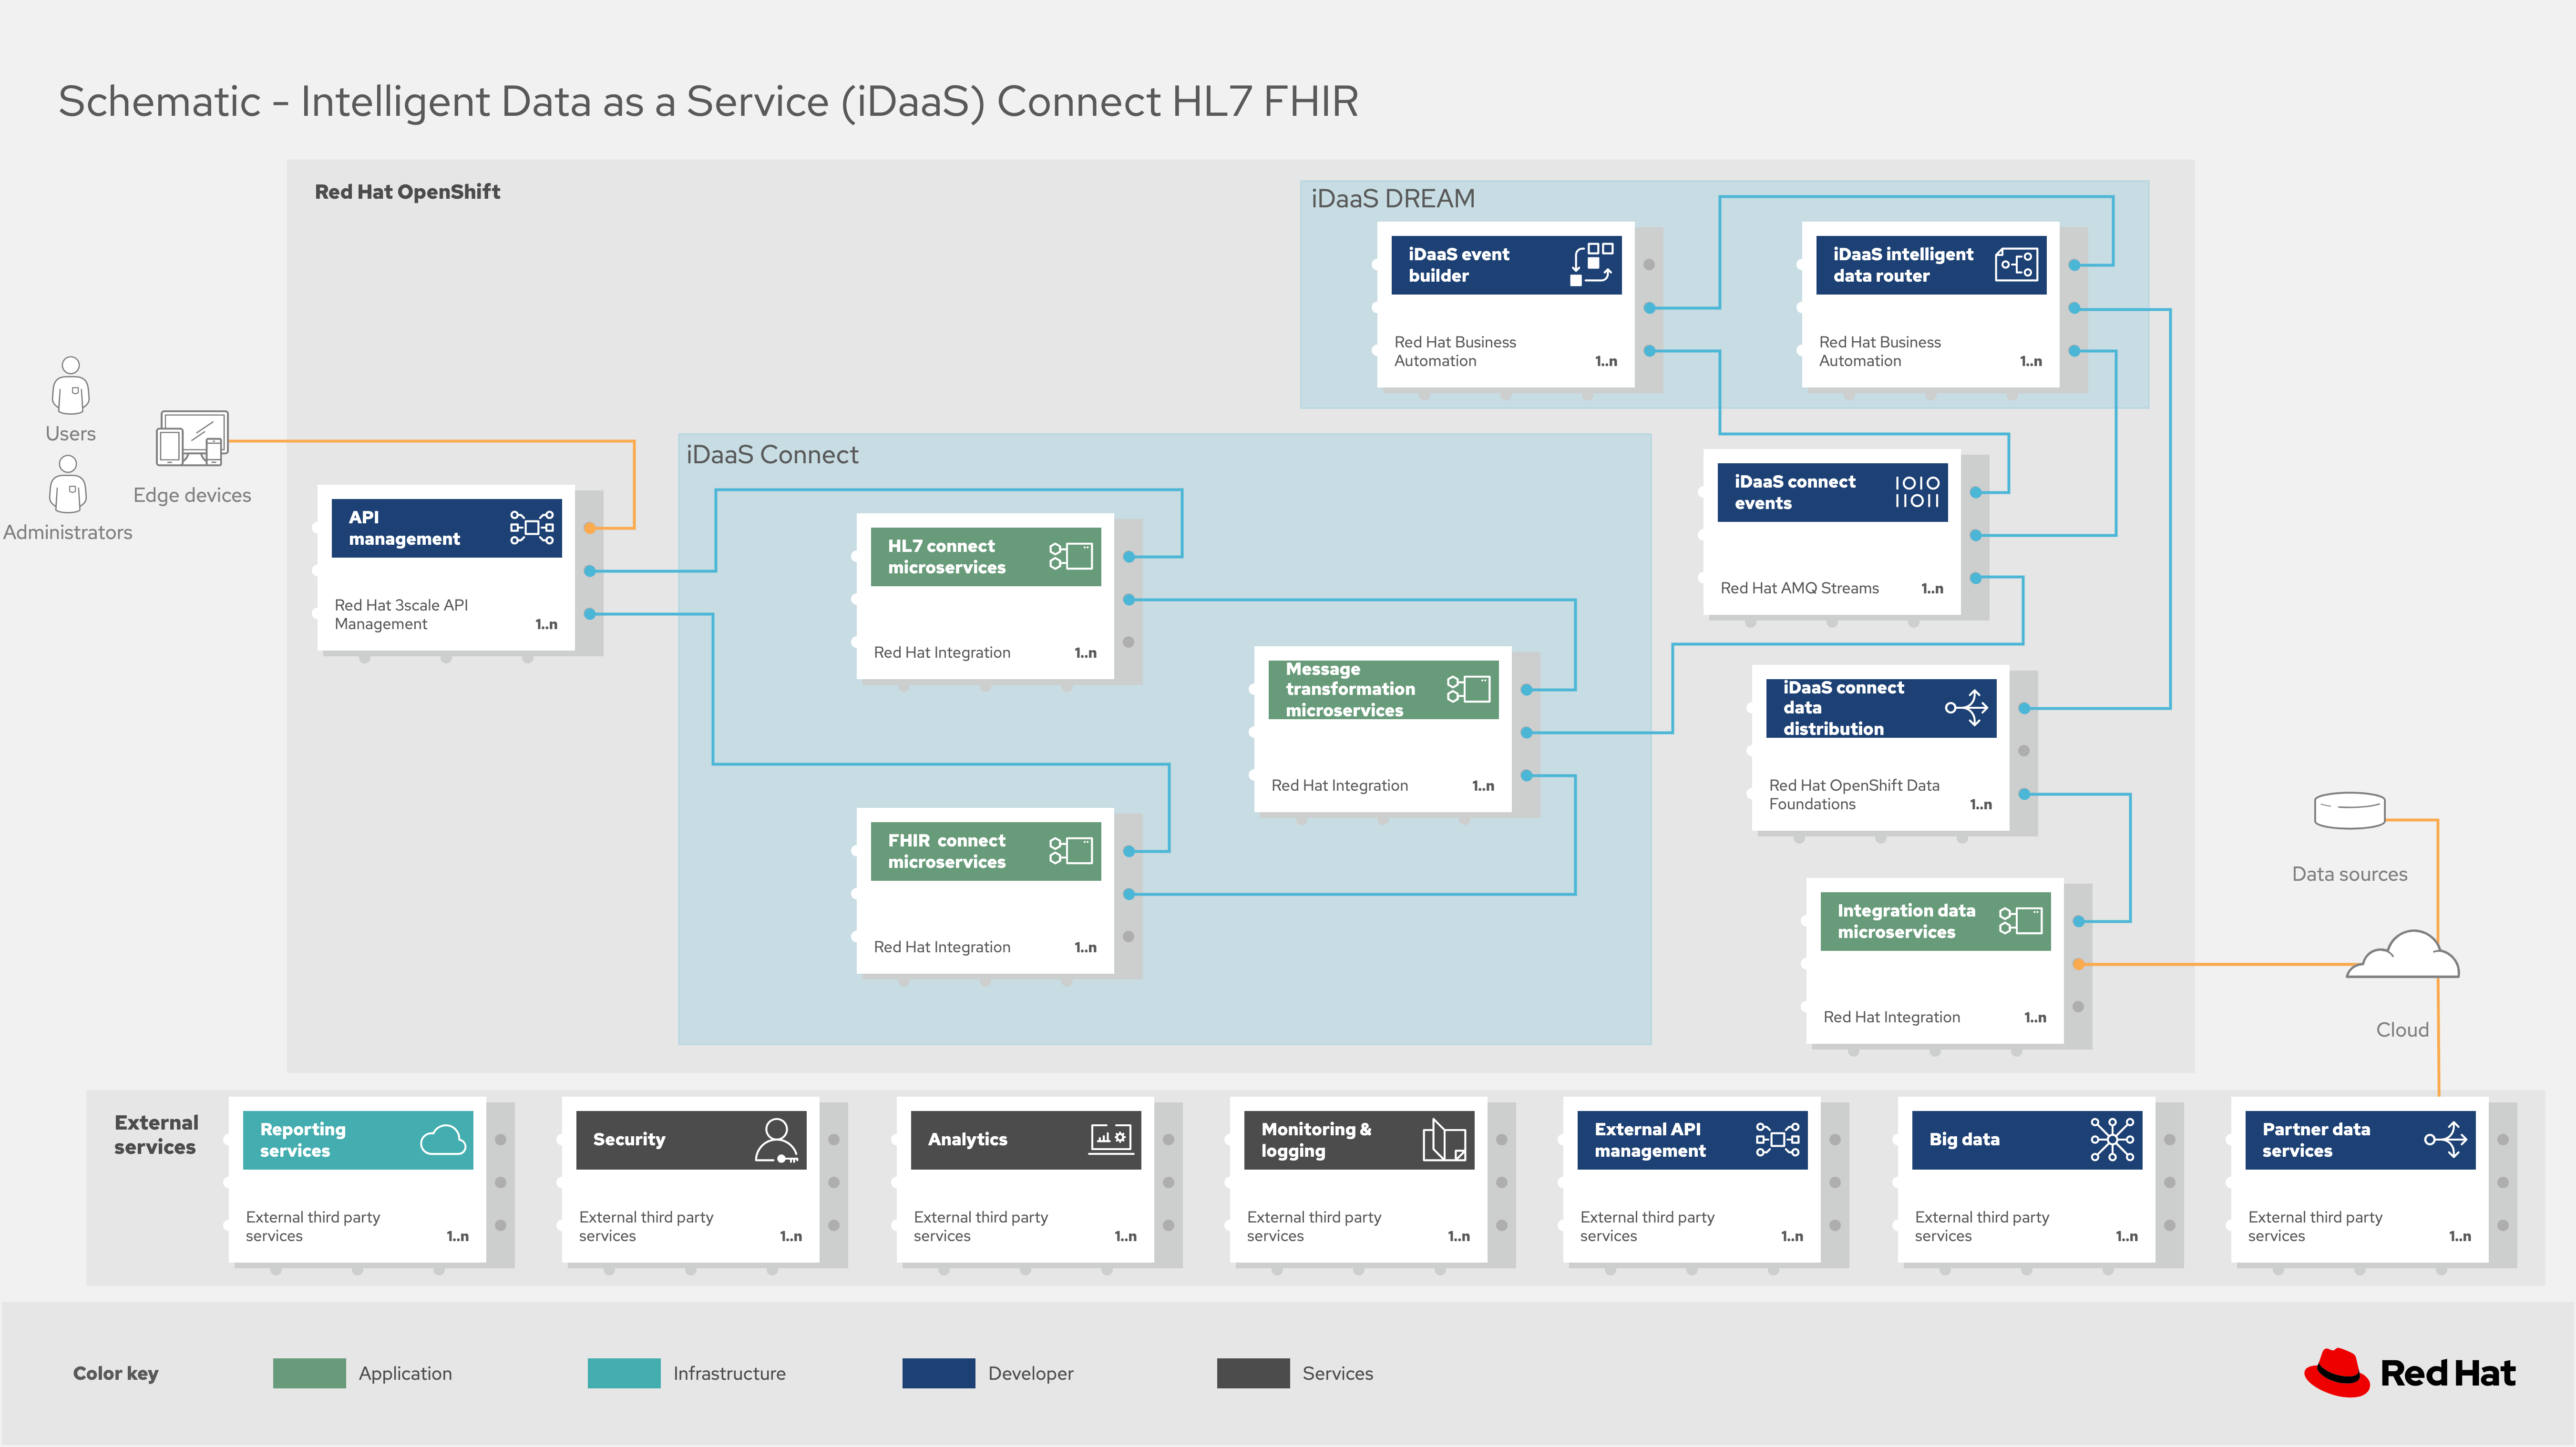 Schematic - Intelligent Data as a Service (iDaaS) Connect HL7 FHIR
Red Hat OpenShift
iDaaS DREAM
iDaaS event
builder
Red Hat Business
Automation
1..n
iDaaS intelligent
data router
Red Hat Business
Automation
1..n
Users
Administrators
Edge devices
API
management
Red Hat 3scale API
Management
1..n
iDaaS Connect
HL7 connect
microservices
Red Hat Integration
1..n
Message
transformation
microservices
Red Hat Integration
1..n
FHIR connect
microservices
Red Hat Integration
1..n
iDaaS connect
events
1010
11011
Red Hat AMQ Streams
1..n
iDaaS connect
data
distribution
Red Hat OpenShift Data
Foundations
1..n
Integration data
microservices
Red Hat Integration
1..n
Data sources
Cloud
External
services
Reporting
services
External third party
services
1..n
Security
External third party
services
1..n
Analytics
External third party
services
1..n
Monitoring &
logging
External third party
services
1..n
External API
management
External third party
services
1..n
Big data
External third party
services
1..n
Partner data
services
External third party
services
1..n
Color key
Application
Infrastructure
Developer
Services
Red Hat